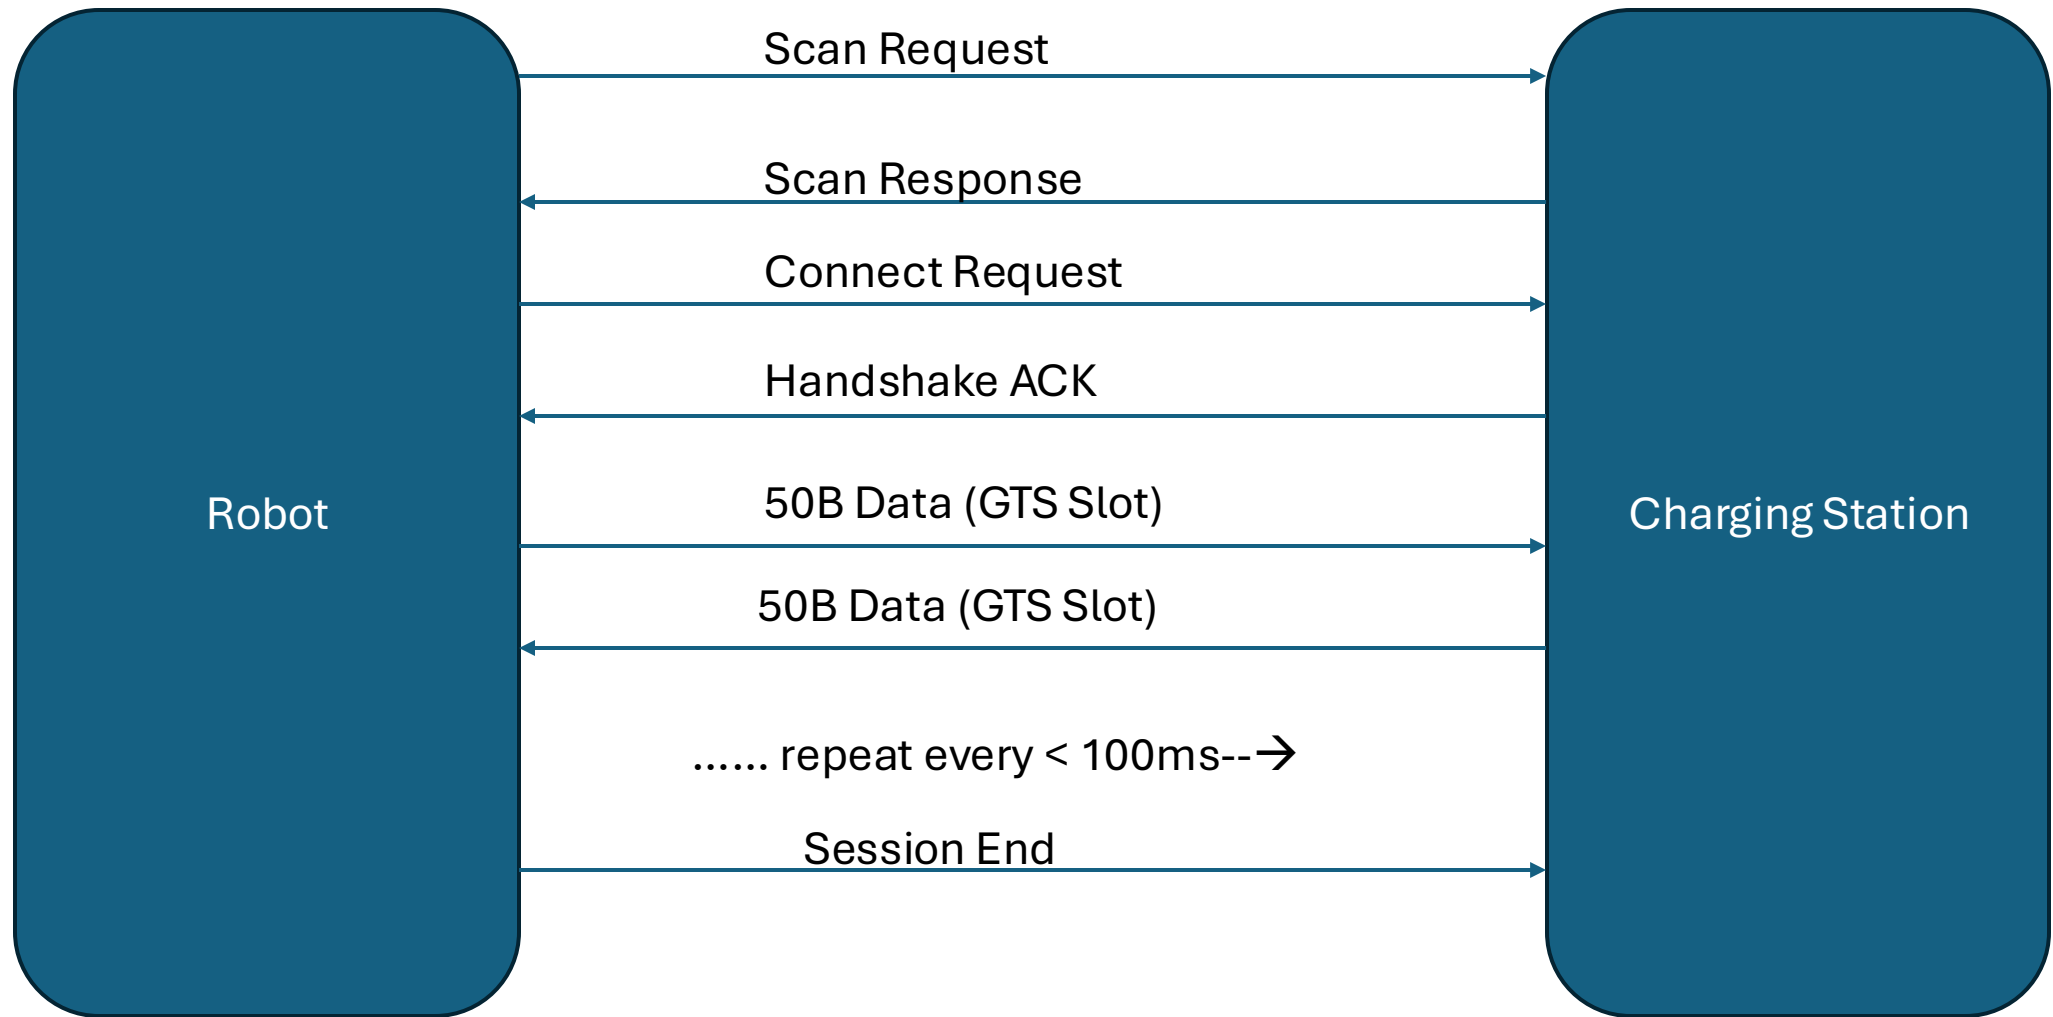 Scan Request
Scan Response
Connect Request
Handshake ACK
50B Data (GTS Slot)
Robot
Charging Station
50B Data (GTS Slot)
...... repeat every < 100ms--→
Session End